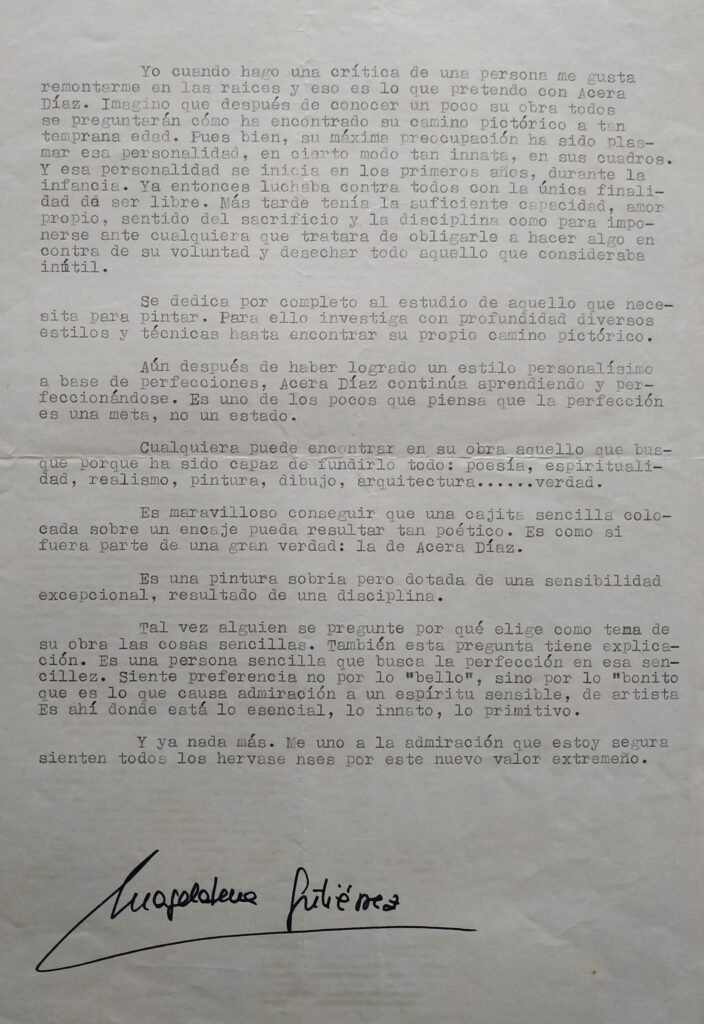 Yo cuando hago una crítica de una persona me gusta
remontarme en las raices y eso es lo que pretendo con Acera
Díaz. Imagino que después de conocer un poco su obra todos
se preguntarán cómo ha encontrado su camino pictórico a tan
temprana edad. Pues bien, su máxima preocupación ha sido plas-
mar esa personalidad, en cierto modo tan innata, en sus cuadros.
Y esa personalidad se inicia en los primeros años, durante la
infancia. Ya entonces luchaba contra todos con la única finali-
dad de ser libre. Más tarde tenía la suficiente capacidad, amor
propio, sentido del sacrificio y la disciplina como para impo-
nerse ante cualquiera que tratara de obligarle a hacer algo en
contra de su voluntad y desechar todo aquello que consideraba
inútil.
Se dedica por completo al estudio de aquello que nece-
sita para pintar. Para ello investiga con profundidad diversos
estilos y técnicas hasta encontrar su propio camino pictórico.
Aún después de haber logrado un estilo personalísimo
a base de perfecciones, Acera Díaz continúa aprendiendo y per-
feccionándose. Es uno de los pocos que piensa que la perfección
es una meta, no un estado.
Cualquiera puede encontrar en su obra aquello que bus-
que porque ha sido capaz de fundirlo todo: poesía, espirituali-
dad, realismo, pintura, dibujo, arquitectura......verdad.
Es maravilloso conseguir que una cajita sencilla colo-
cada sobre un encaje pueda resultar tan poético. Es como si
fuera parte de una gran verdad: la de Acera Díaz.
Es una pintura sobria pero dotada de una sensibilidad
excepcional, resultado de una disciplina.
Tal vez alguien se pregunte por qué elige como tema de
su obra las cosas sencillas. También esta pregunta tiene explica-
ción. Es una persona sencilla que busca la perfección en esa sen-
cillez. Siente preferencia no por lo "bello", sino por lo "bonito
que es lo que causa admiración a un espíritu sensible, de artista
Es ahí donde está lo esencial, lo innato, lo primitivo.
Y ya nada más. Me uno a la admiración que estoy segura
sienten todos los hervase nses por este nuevo valor extremeño.
Magdalena Gutiérrez